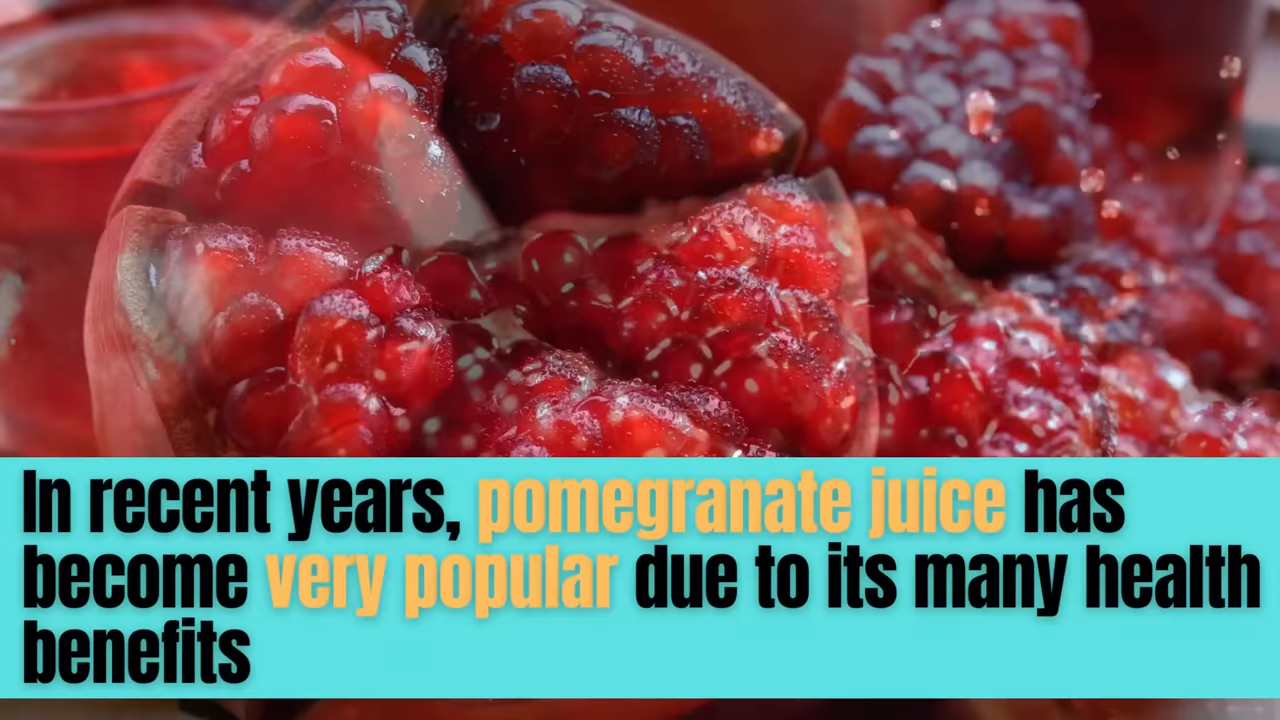 In recent years, pomegranate juice has
become very popular due to its many health
benefits